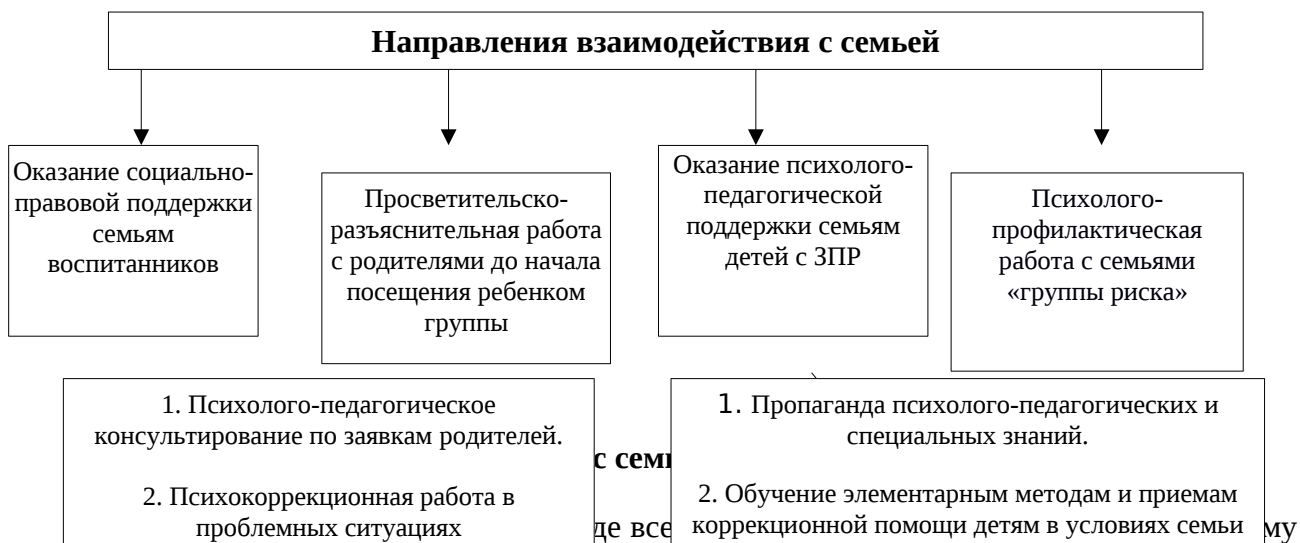 Направления взаимодействия с семьей
Оказание социально-
правовой поддержки
семьям
воспитанников
Просветительско-
разъяснительная работа
с родителями до начала
посещения ребенком
группы
Оказание психолого-
педагогической
поддержки семьям
детей с ЗПР
Психолого-
профилактическая
работа с семьями
«группы риска»
1. Психолого-педагогическое
консультирование по заявкам родителей.
2. Психокоррекционная работа в
проблемных ситуациях
1. Пропаганда психолого-педагогических и
специальных знаний.
2. Обучение элементарным методам и приемам
коррекционной помощи детям в условиях семьи
с
все